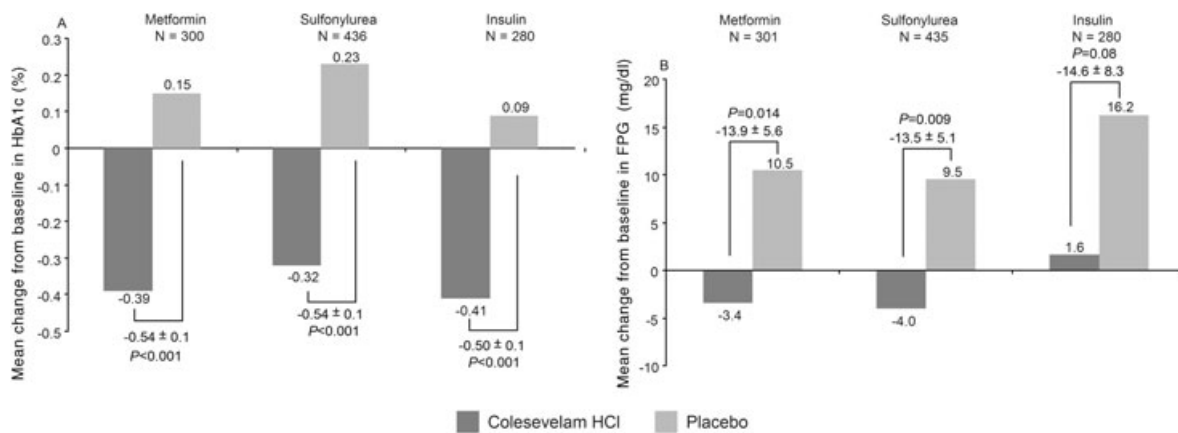 A
Metformin
N = 300
Sulfonylurea
N = 436
Insulin
N = 280
Mean change from baseline in HbA1c (%)
0.3
0.2
0.1
0
-0.1
-0.2
-0.3
-0.4
-0.5
0.15
0.23
0.09
-0.39
-0.32
-0.41
-0.54 ± 0.1
P<0.001
-0.54 ± 0.1
P<0.001
-0.50 ± 0.1
P<0.001
B
Metformin
N = 301
Sulfonylurea
N = 435
Insulin
N = 280
Mean change from baseline in FPG (mg/dl)
20
15
10
5
0
-5
-10
P=0.014
-13.9 ± 5.6
P=0.009
-13.5 ± 5.1
P=0.08
-14.6 ± 8.3
10.5
9.5
16.2
-3.4
-4.0
1.6
Colesevelam HCl
Placebo